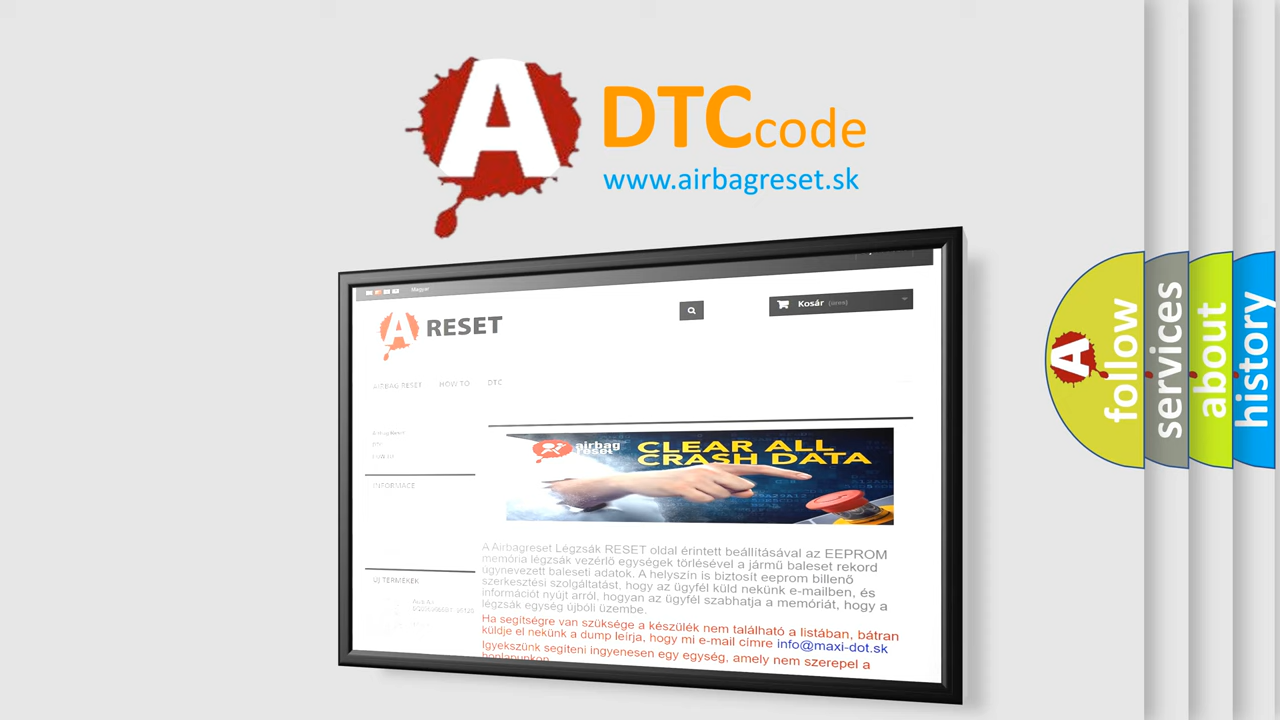 A
DTCcode
www.airbagreset.sk
Magyar
A RESET
Kosár (üres)
AIRBAG RESET HOW TO DTC
INFORMACE
airbag
reset
CLEAR ALL
CRASH DATA
A Airbagreset Légzsák RESET oldal érintett beállításával az EEPROM
memória légzsák vezérlő egységek törlésével a jármű baleset rekord
úgynevezett baleseti adatok. A helyszín is biztosít eeprom billenő
szerkesztési szolgáltatást, hogy az ügyfél küld nekünk e-mailben, és
információt nyújt arról, hogyan az ügyfél szabhatja a memóriát, hogy a
légzsák egység újbóli üzembe.
Ha segítségre van szüksége a készülék nem található a listában, bátran
küldje el nekünk a dump leírja, hogy mi e-mail címre info@maxi-dot.sk
Igyekszünk segíteni ingyenesen egy egység, amely nem szerepel a
honlapunkon
ÚJ TERMÉKEK
A
follow
services
about
history